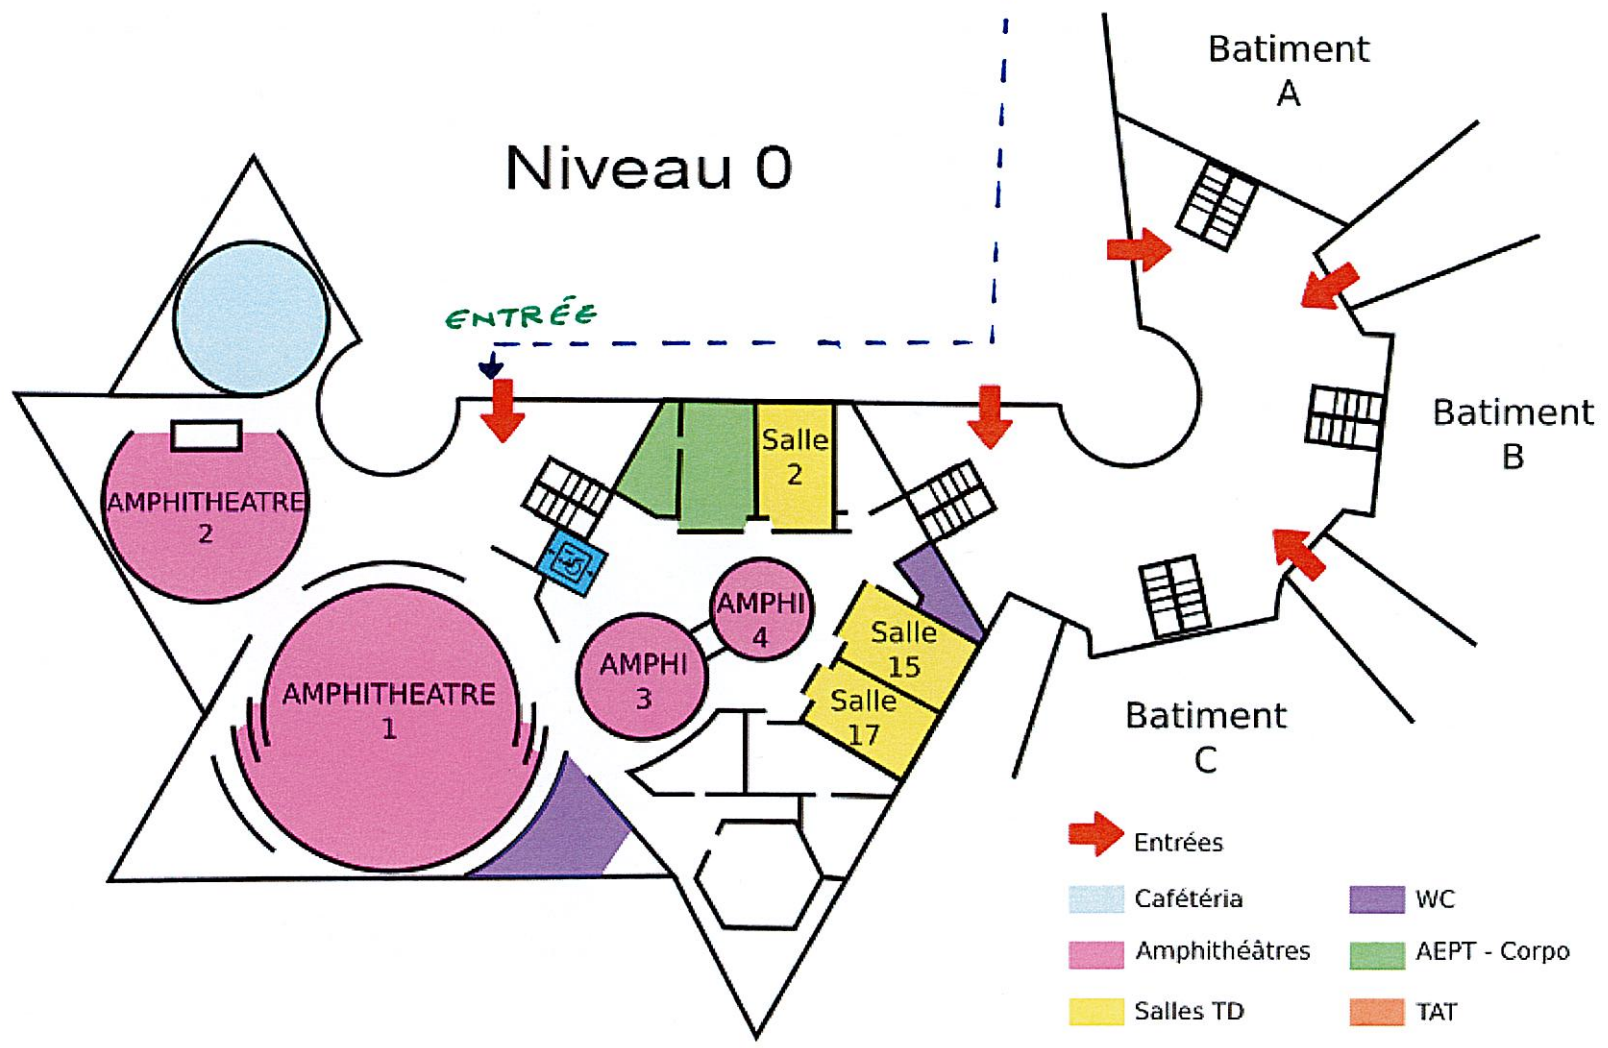 Batiment
A
Niveau 0
ENTRÉE
Salle
2
Batiment
B
AMPHITHEATRE
2
AMPHI
4
Salle
15
AMPHI
3
AMPHITHEATRE
1
Salle
17
Batiment
C
Entrées
Cafétéria
WC
Amphithéâtres
AEPT - Corpo
Salles TD
TAT